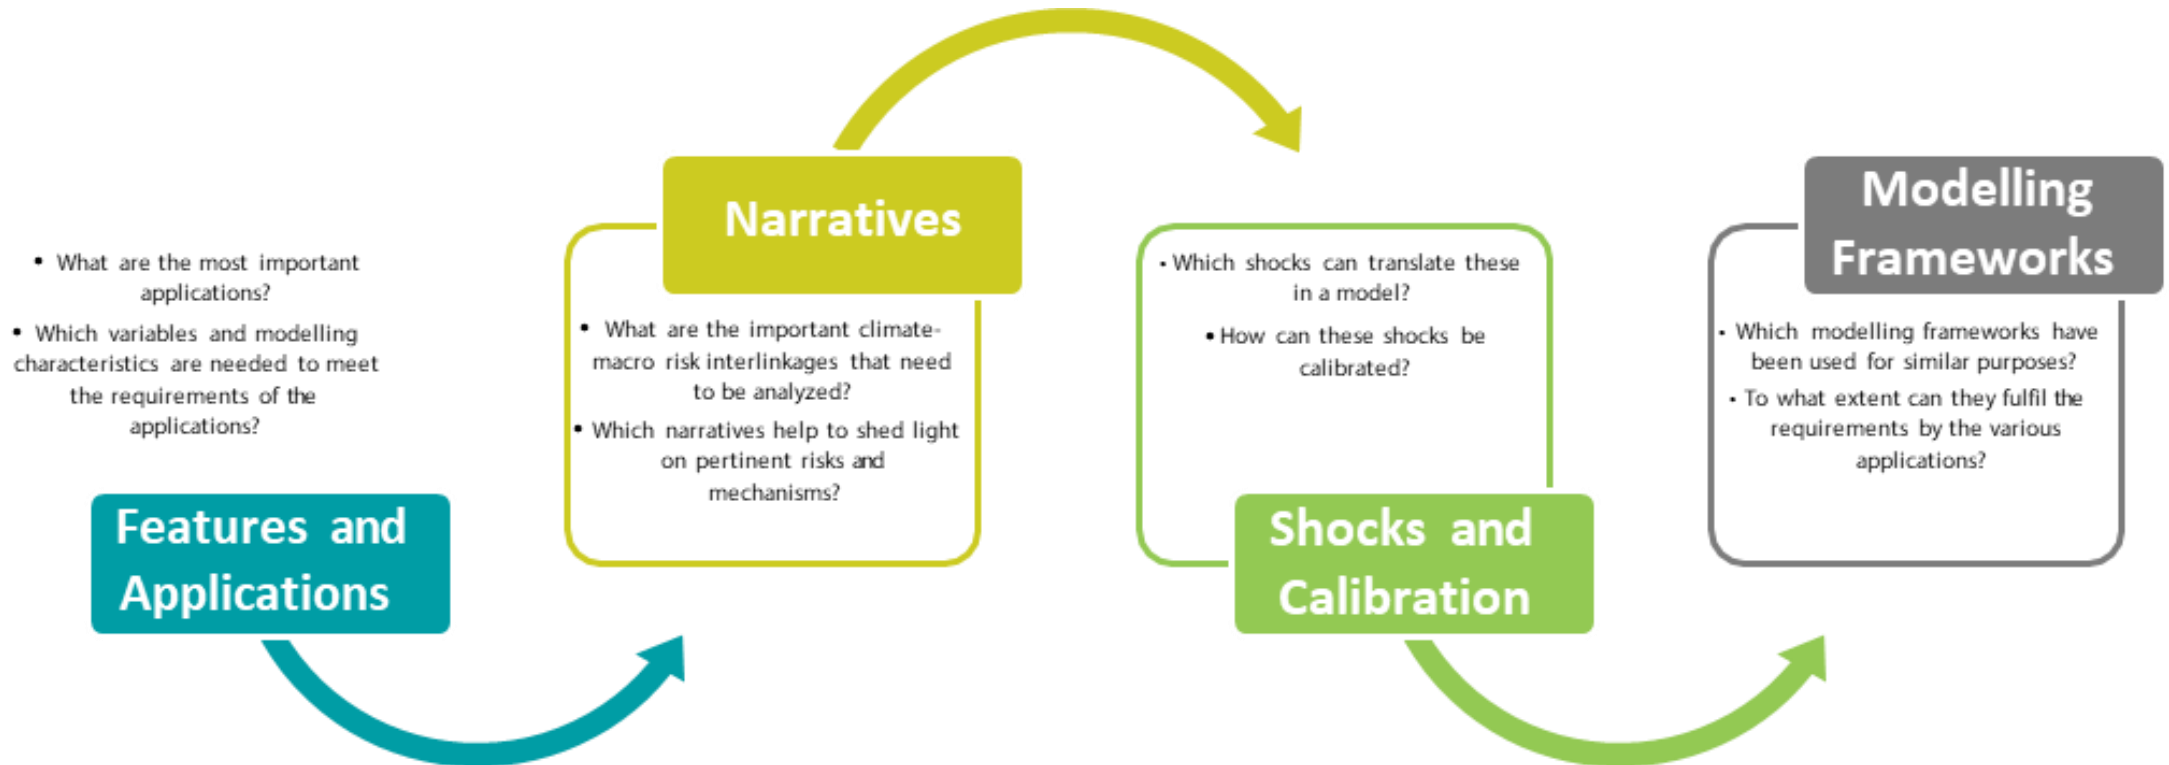 • What are the most important
applications?
• Which variables and modelling
characteristics are needed to meet
the requirements of the
applications?
Features and
Applications
Narratives
• What are the important climate-
macro risk interlinkages that need
to be analyzed?
• Which narratives help to shed light
on pertinent risks and
mechanisms?
• Which shocks can translate these
in a model?
• How can these shocks be
calibrated?
Shocks and
Calibration
Modelling
Frameworks
• Which modelling frameworks have
been used for similar purposes?
• To what extent can they fulfil the
requirements by the various
applications?